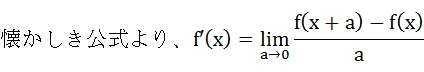 懐かしき公式より、f′(x) = lim_{a→0} (f(x + a) − f(x)) / a